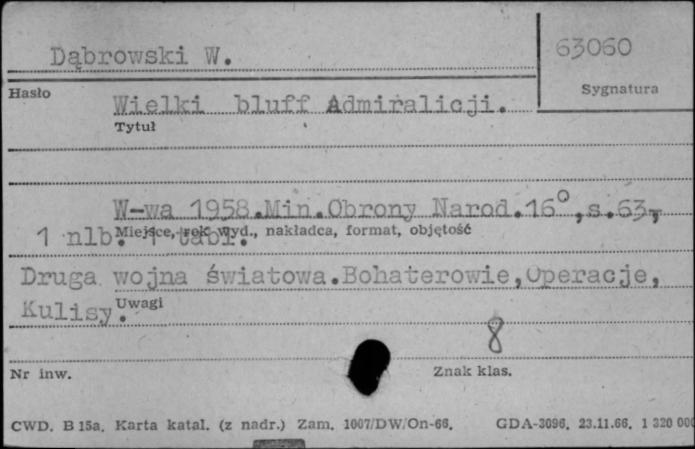 Dąbrowski W.
63060
Hasło
Sygnatura
Wielki bluff Admiralicji.
Tytuł
W-wa 1958.Min.Obrony Narod.16°,s.63,
1 nlb. 1 tabl.
Miejsce, rok wyd., nakładca, format, objętość
Druga wojna światowa.Bohaterowie,Operacje,
Kulisy.
Uwagi
8
Nr inw.
Znak klas.
CWD. B 15a. Karta katal. (z nadr.) Zam. 1007/DW/On-66. GDA-3096. 23.11.66. 1 320 000